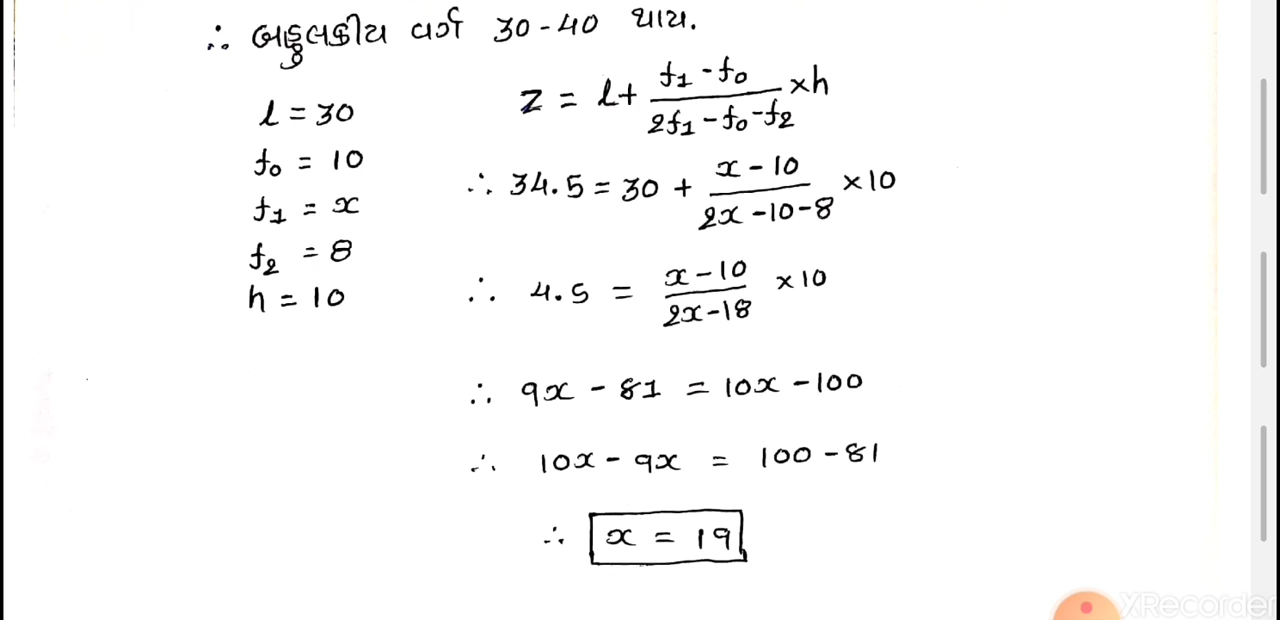 ∴ બહુલકીય વર્ગ 30-40 થાય.
l = 30
f₀ = 10
f₁ = x
f₂ = 8
h = 10
Z = l + (f₁ - f₀)/(2f₁ - f₀ - f₂) × h
∴ 34.5 = 30 + (x - 10)/(2x - 10 - 8) × 10
∴ 4.5 = (x - 10)/(2x - 18) × 10
∴ 9x - 81 = 10x - 100
∴ 10x - 9x = 100 - 81
∴ x = 19
XRecorder